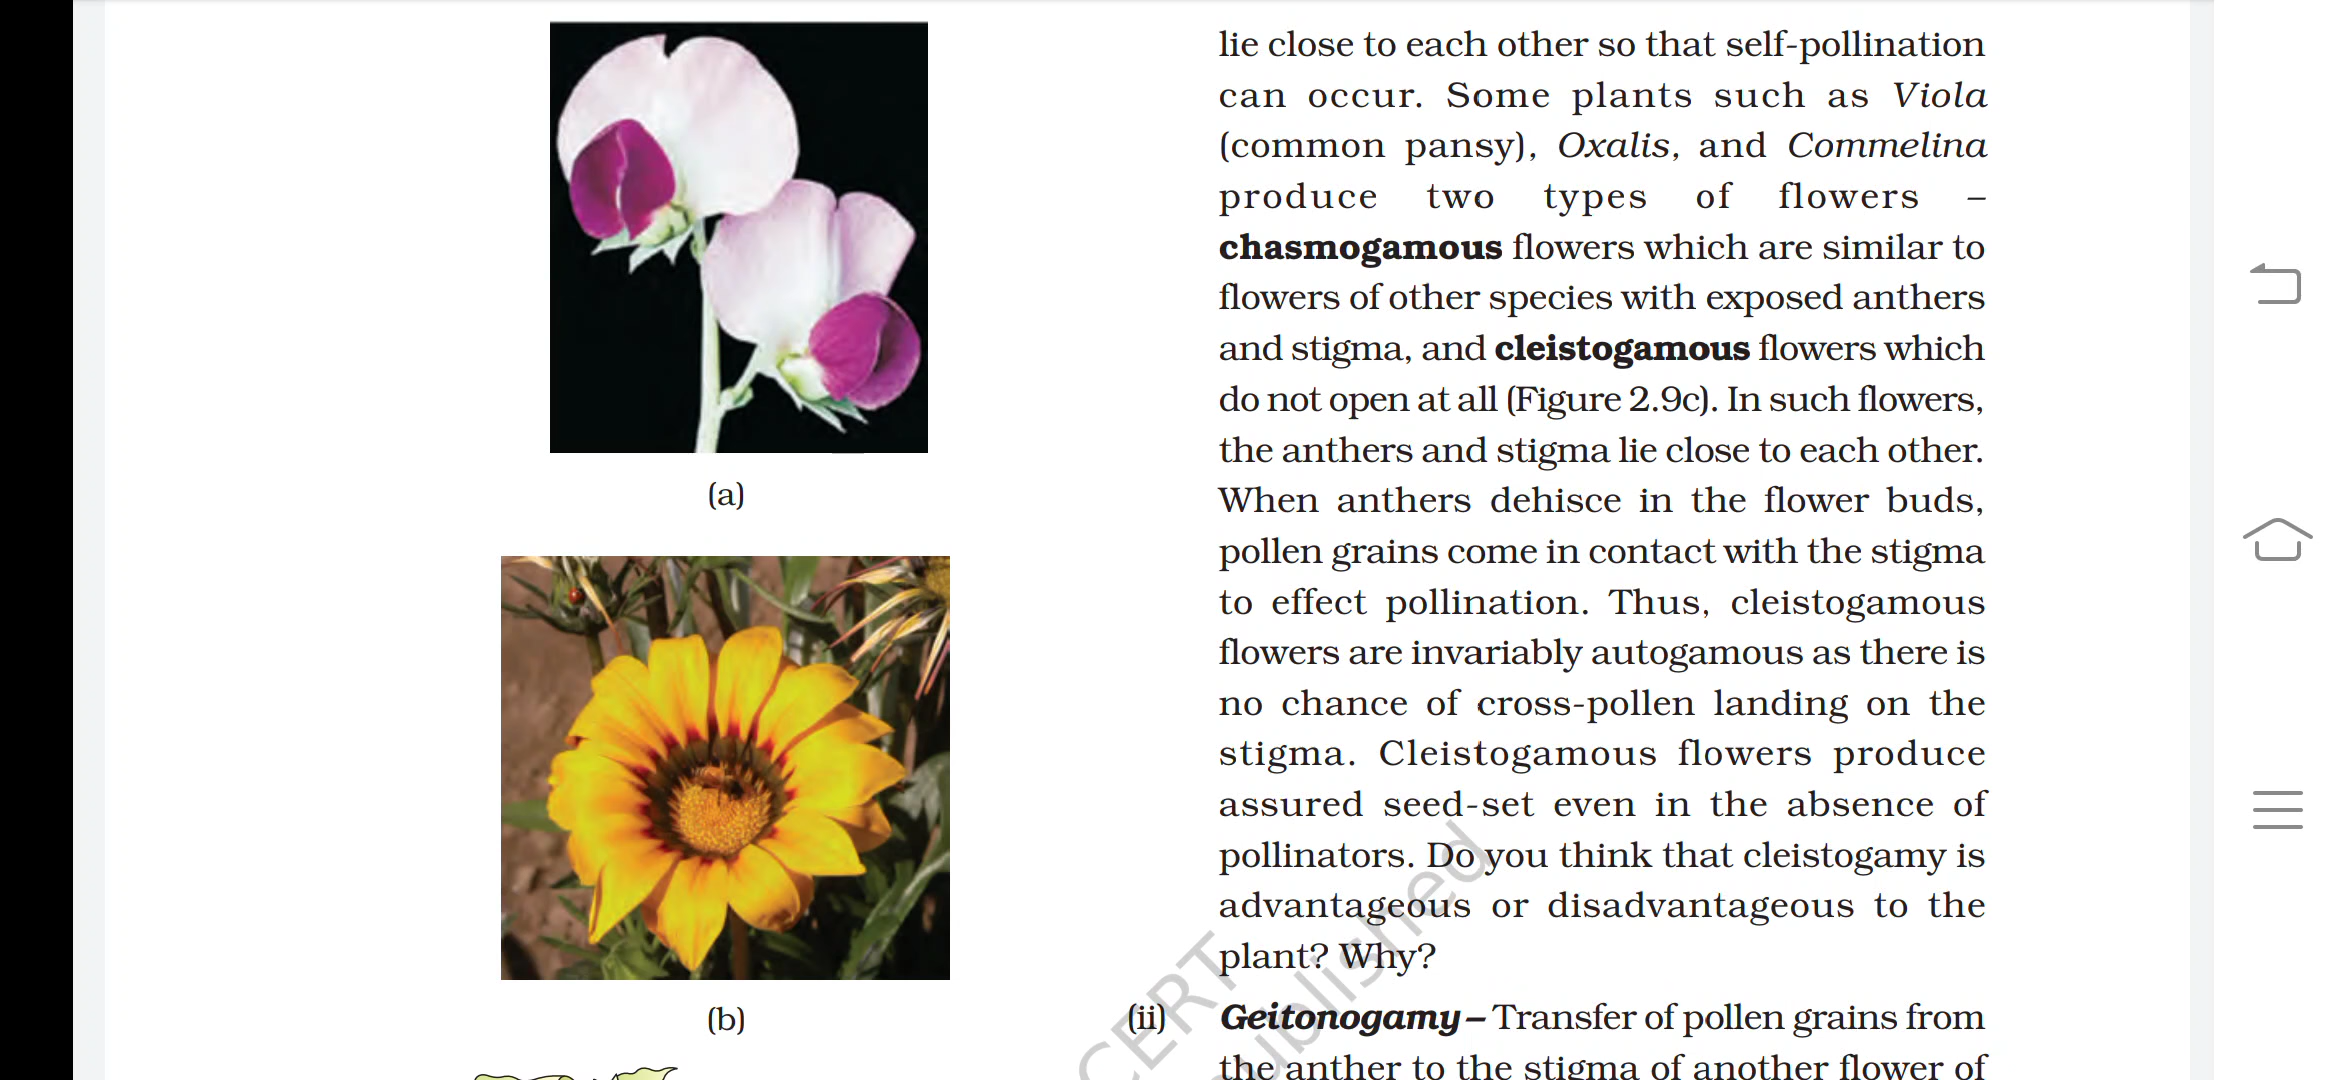 lie close to each other so that self-pollination
can occur. Some plants such as Viola
(common pansy), Oxalis, and Commelina
produce two types of flowers –
chasmogamous flowers which are similar to
flowers of other species with exposed anthers
and stigma, and cleistogamous flowers which
do not open at all (Figure 2.9c). In such flowers,
the anthers and stigma lie close to each other.
When anthers dehisce in the flower buds,
pollen grains come in contact with the stigma
to effect pollination. Thus, cleistogamous
flowers are invariably autogamous as there is
no chance of cross-pollen landing on the
stigma. Cleistogamous flowers produce
assured seed-set even in the absence of
pollinators. Do you think that cleistogamy is
advantageous or disadvantageous to the
plant? Why?
(ii) Geitonogamy – Transfer of pollen grains from
the anther to the stigma of another flower of
(a)
(b)